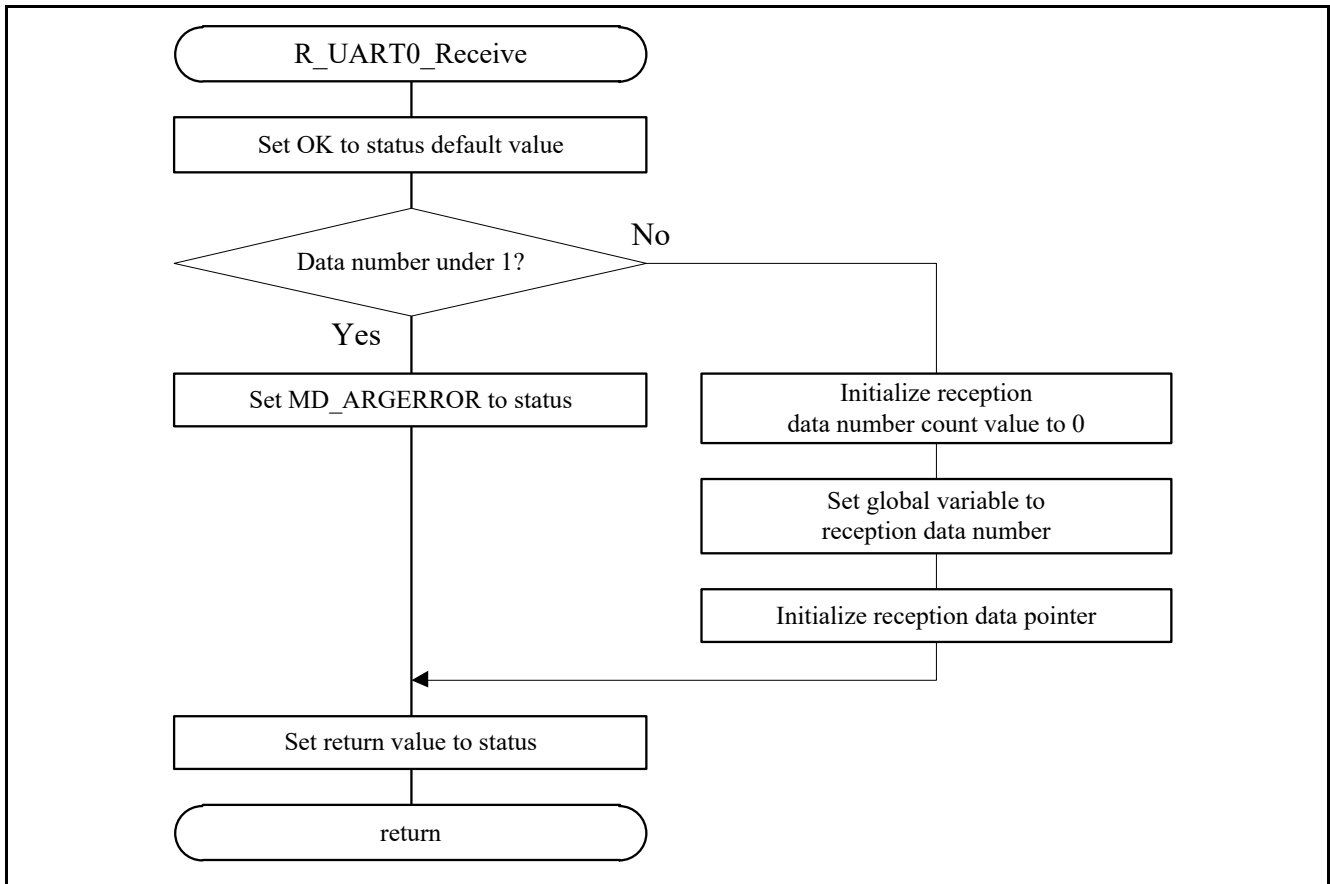 R_UART0_Receive
Set OK to status default value
Data number under 1?
No
Yes
Set MD_ARGERROR to status
Initialize reception
data number count value to 0
Set global variable to
reception data number
Initialize reception data pointer
Set return value to status
return